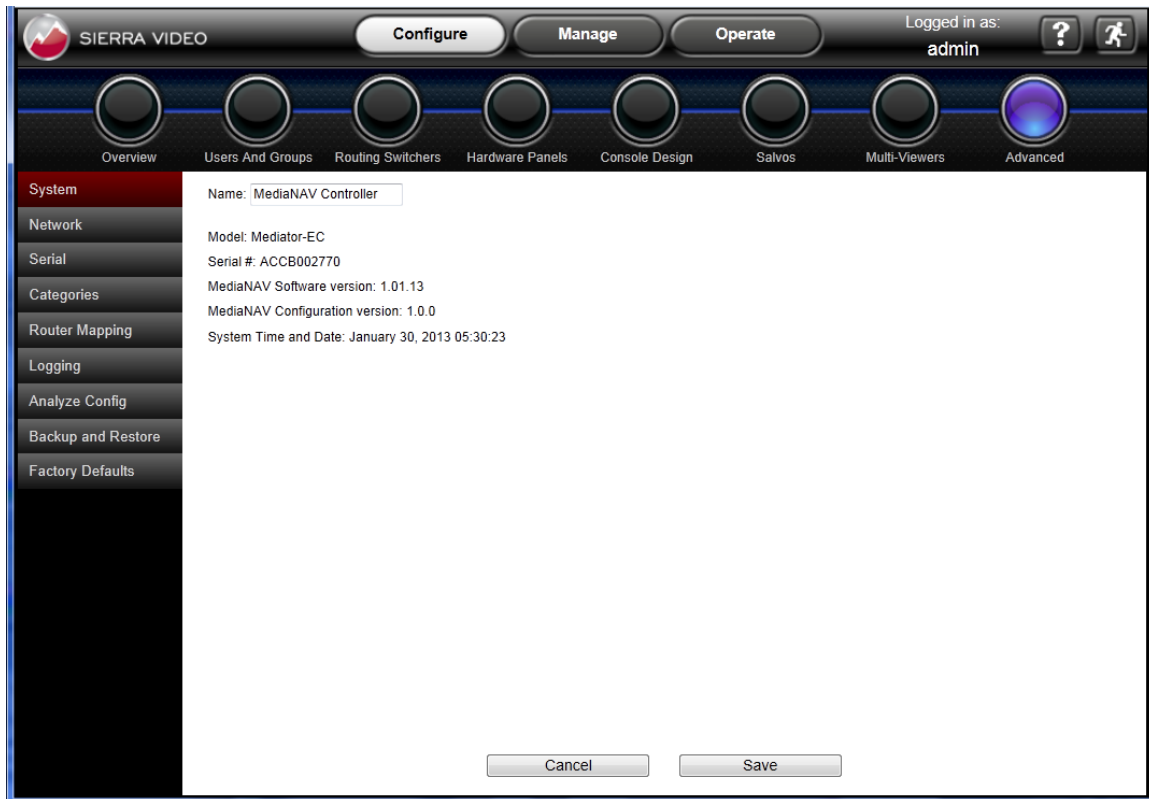 SIERRA VIDEO
Configure
Manage
Operate
Logged in as:
admin
?
Overview
Users And Groups
Routing Switchers
Hardware Panels
Console Design
Salvos
Multi-Viewers
Advanced
System
Network
Serial
Categories
Router Mapping
Logging
Analyze Config
Backup and Restore
Factory Defaults
Name: MediaNAV Controller
Model: Mediator-EC
Serial #: ACCB002770
MediaNAV Software version: 1.01.13
MediaNAV Configuration version: 1.0.0
System Time and Date: January 30, 2013 05:30:23
Cancel
Save